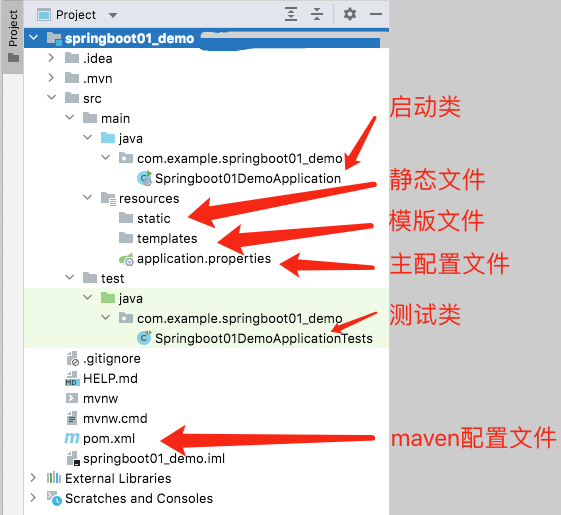 Project
Project
springboot01_demo
.idea
.mvn
src
main
java
com.example.springboot01_demo
Springboot01DemoApplication
resources
static
templates
application.properties
test
java
com.example.springboot01_demo
Springboot01DemoApplicationTests
.gitignore
HELP.md
mvnw
mvnw.cmd
pom.xml
springboot01_demo.iml
External Libraries
Scratches and Consoles
启动类
静态文件
模版文件
主配置文件
测试类
maven配置文件